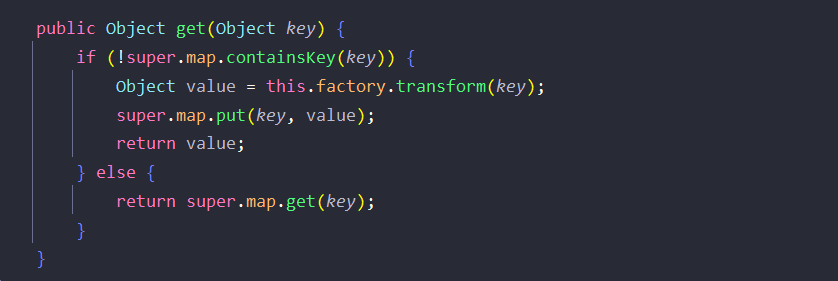 public Object get(Object key) {
if (!super.map.containsKey(key)) {
Object value = this.factory.transform(key);
super.map.put(key, value);
return value;
} else {
return super.map.get(key);
}
}